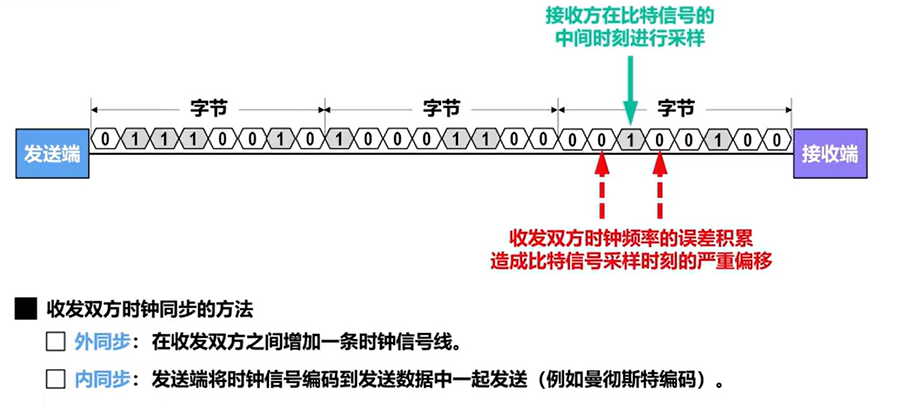 接收方在比特信号的
中间时刻进行采样
字节 字节 字节
发送端 0 1 1 1 0 0 1 0 1 0 0 0 1 1 0 0 0 0 1 0 0 1 0 0 接收端
收发双方时钟频率的误差积累
造成比特信号采样时刻的严重偏移
收发双方时钟同步的方法
外同步：在收发双方之间增加一条时钟信号线。
内同步：发送端将时钟信号编码到发送数据中一起发送（例如曼彻斯特编码）。